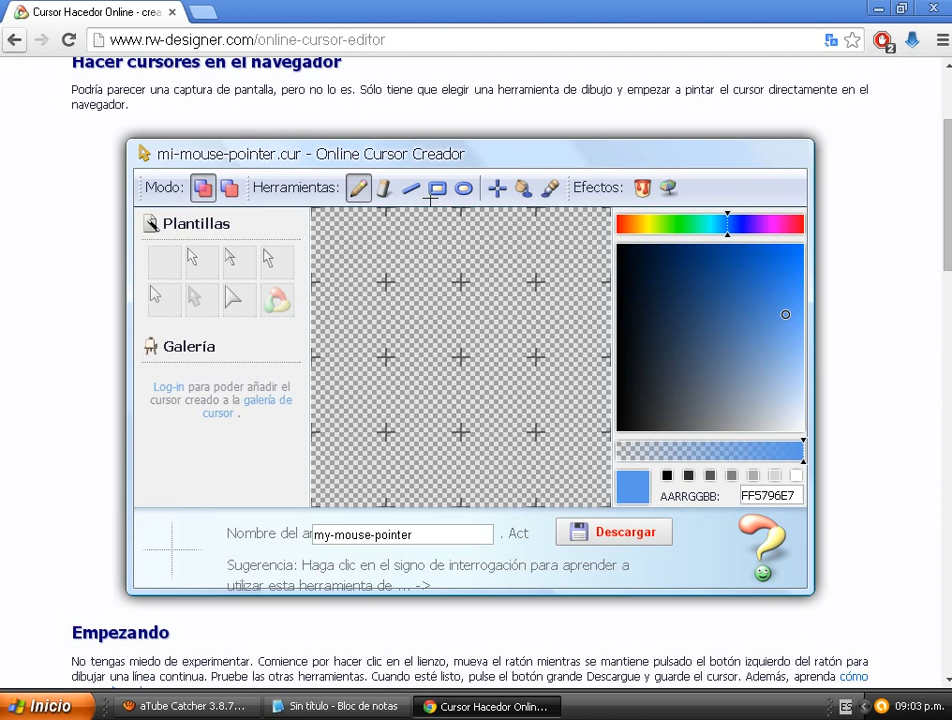 Cursor Hacedor Online - crea
www.rw-designer.com/online-cursor-editor
2
Hacer cursores en el navegador
Podría parecer una captura de pantalla, pero no lo es. Sólo tiene que elegir una herramienta de dibujo y empezar a pintar el cursor directamente en el
navegador.
mi-mouse-pointer.cur - Online Cursor Creador
Modo:
Herramientas:
Efectos:
Plantillas
Galería
Log-in para poder añadir el
cursor creado a la galería de
cursor .
AARRGGBB:
FF5796E7
Nombre del ar
my-mouse-pointer
. Act
Descargar
Sugerencia: Haga clic en el signo de interrogación para aprender a
utilizar esta herramienta de ... ->
Empezando
No tengas miedo de experimentar. Comience por hacer clic en el lienzo, mueva el ratón mientras se mantiene pulsado el botón izquierdo del ratón para
dibujar una línea continua. Pruebe las otras herramientas. Cuando esté listo, pulse el botón grande Descargue y guarde el cursor. Además, aprenda cómo
Inicio
aTube Catcher 3.8.7...
Sin título - Bloc de notas
Cursor Hacedor Onlin...
ES
09:03 p.m.